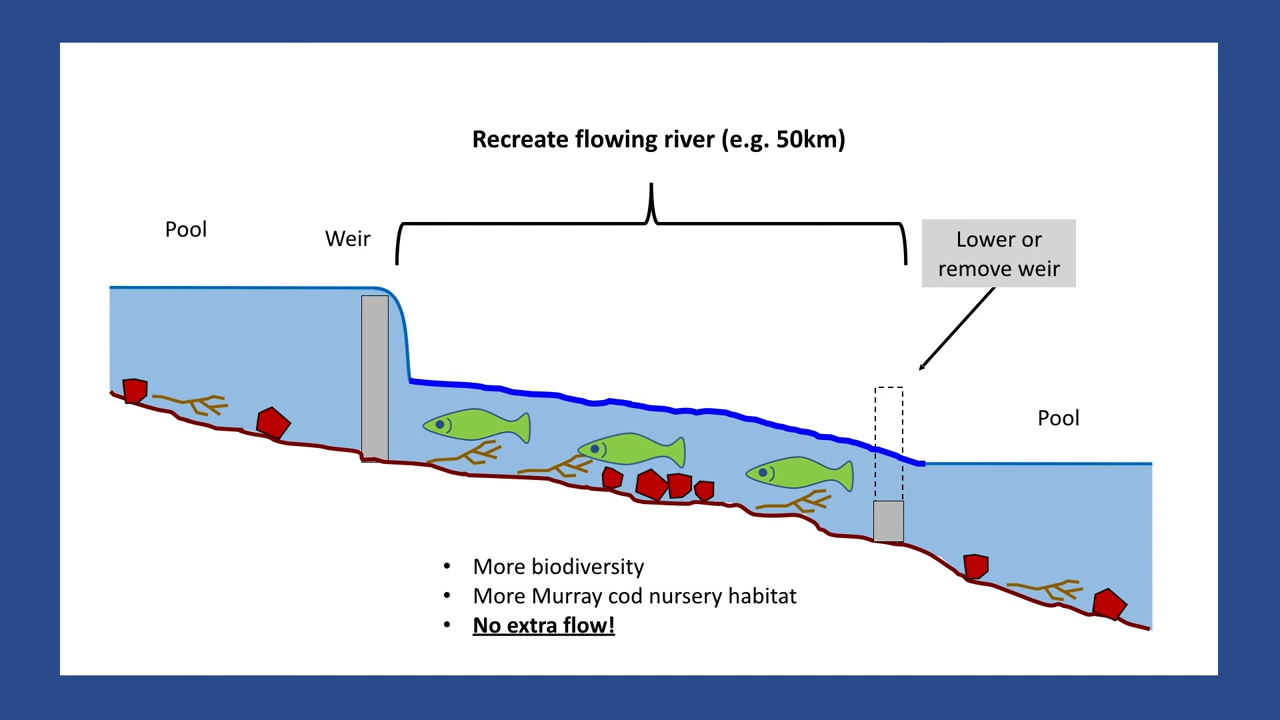 Recreate flowing river (e.g. 50km)
Pool
Weir
Lower or
remove weir
Pool
• More biodiversity
• More Murray cod nursery habitat
• No extra flow!